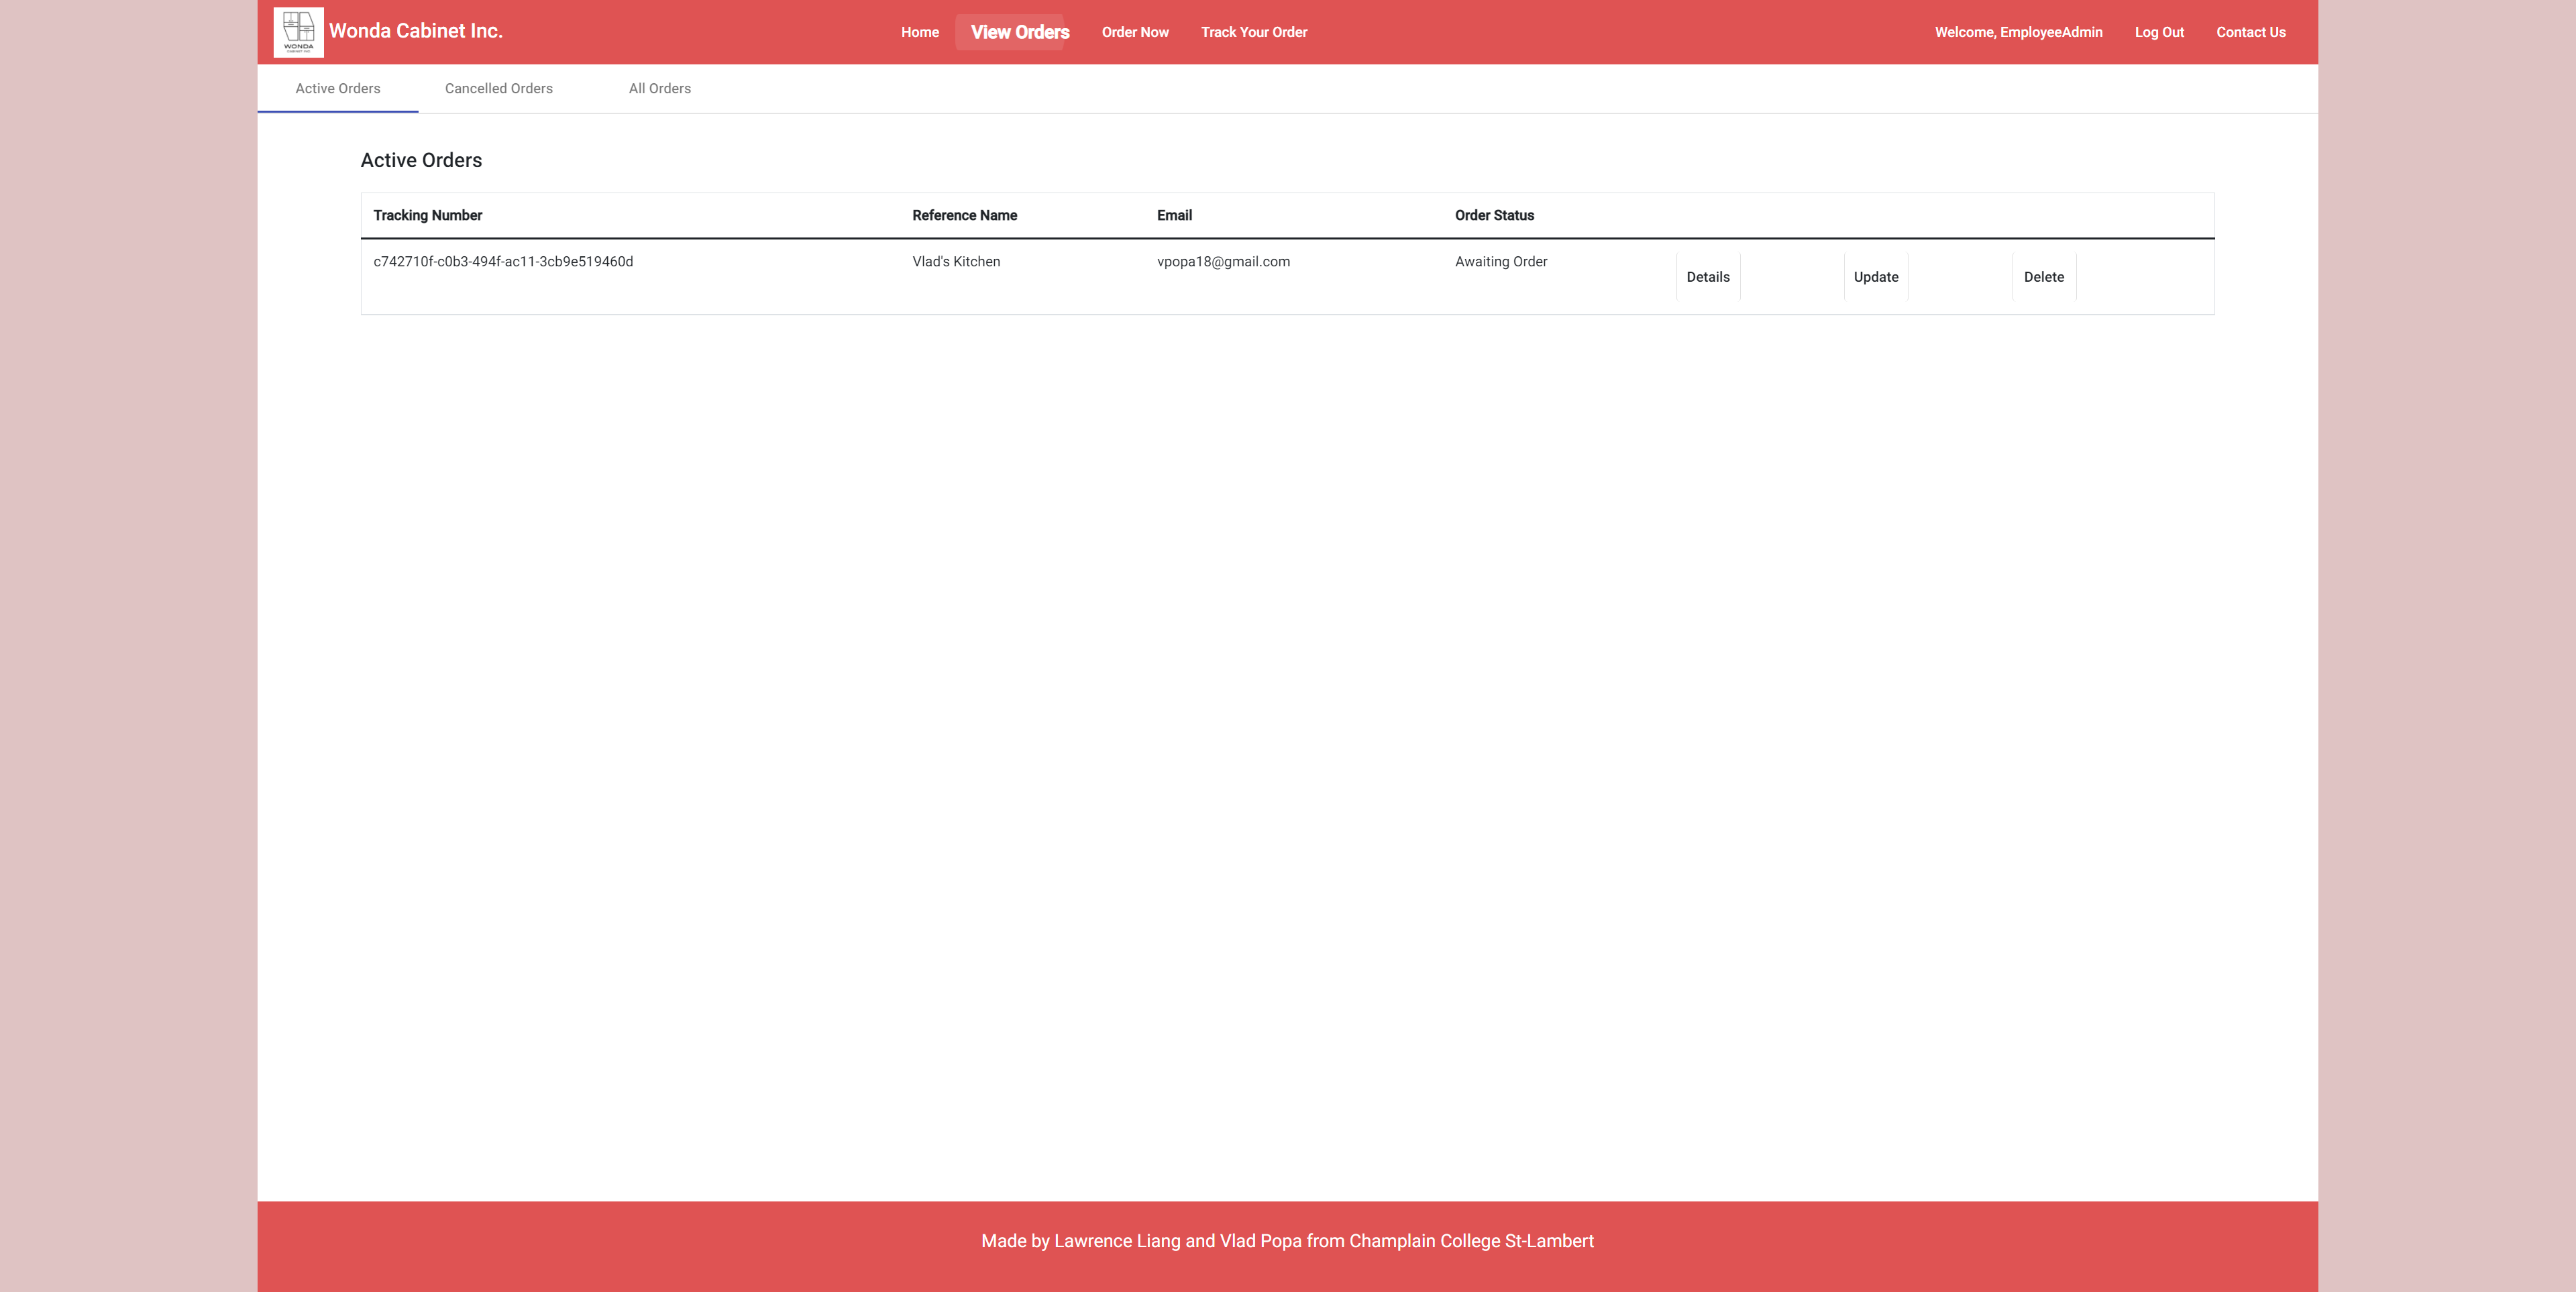 WONDA
CABINET INC.
Wonda Cabinet Inc.
Home View Orders Order Now Track Your Order
Welcome, EmployeeAdmin Log Out Contact Us
Active Orders Cancelled Orders All Orders
Active Orders
Tracking Number Reference Name Email Order Status
c742710f-c0b3-494f-ac11-3cb9e519460d Vlad's Kitchen vpopa18@gmail.com Awaiting Order Details Update Delete
Made by Lawrence Liang and Vlad Popa from Champlain College St-Lambert